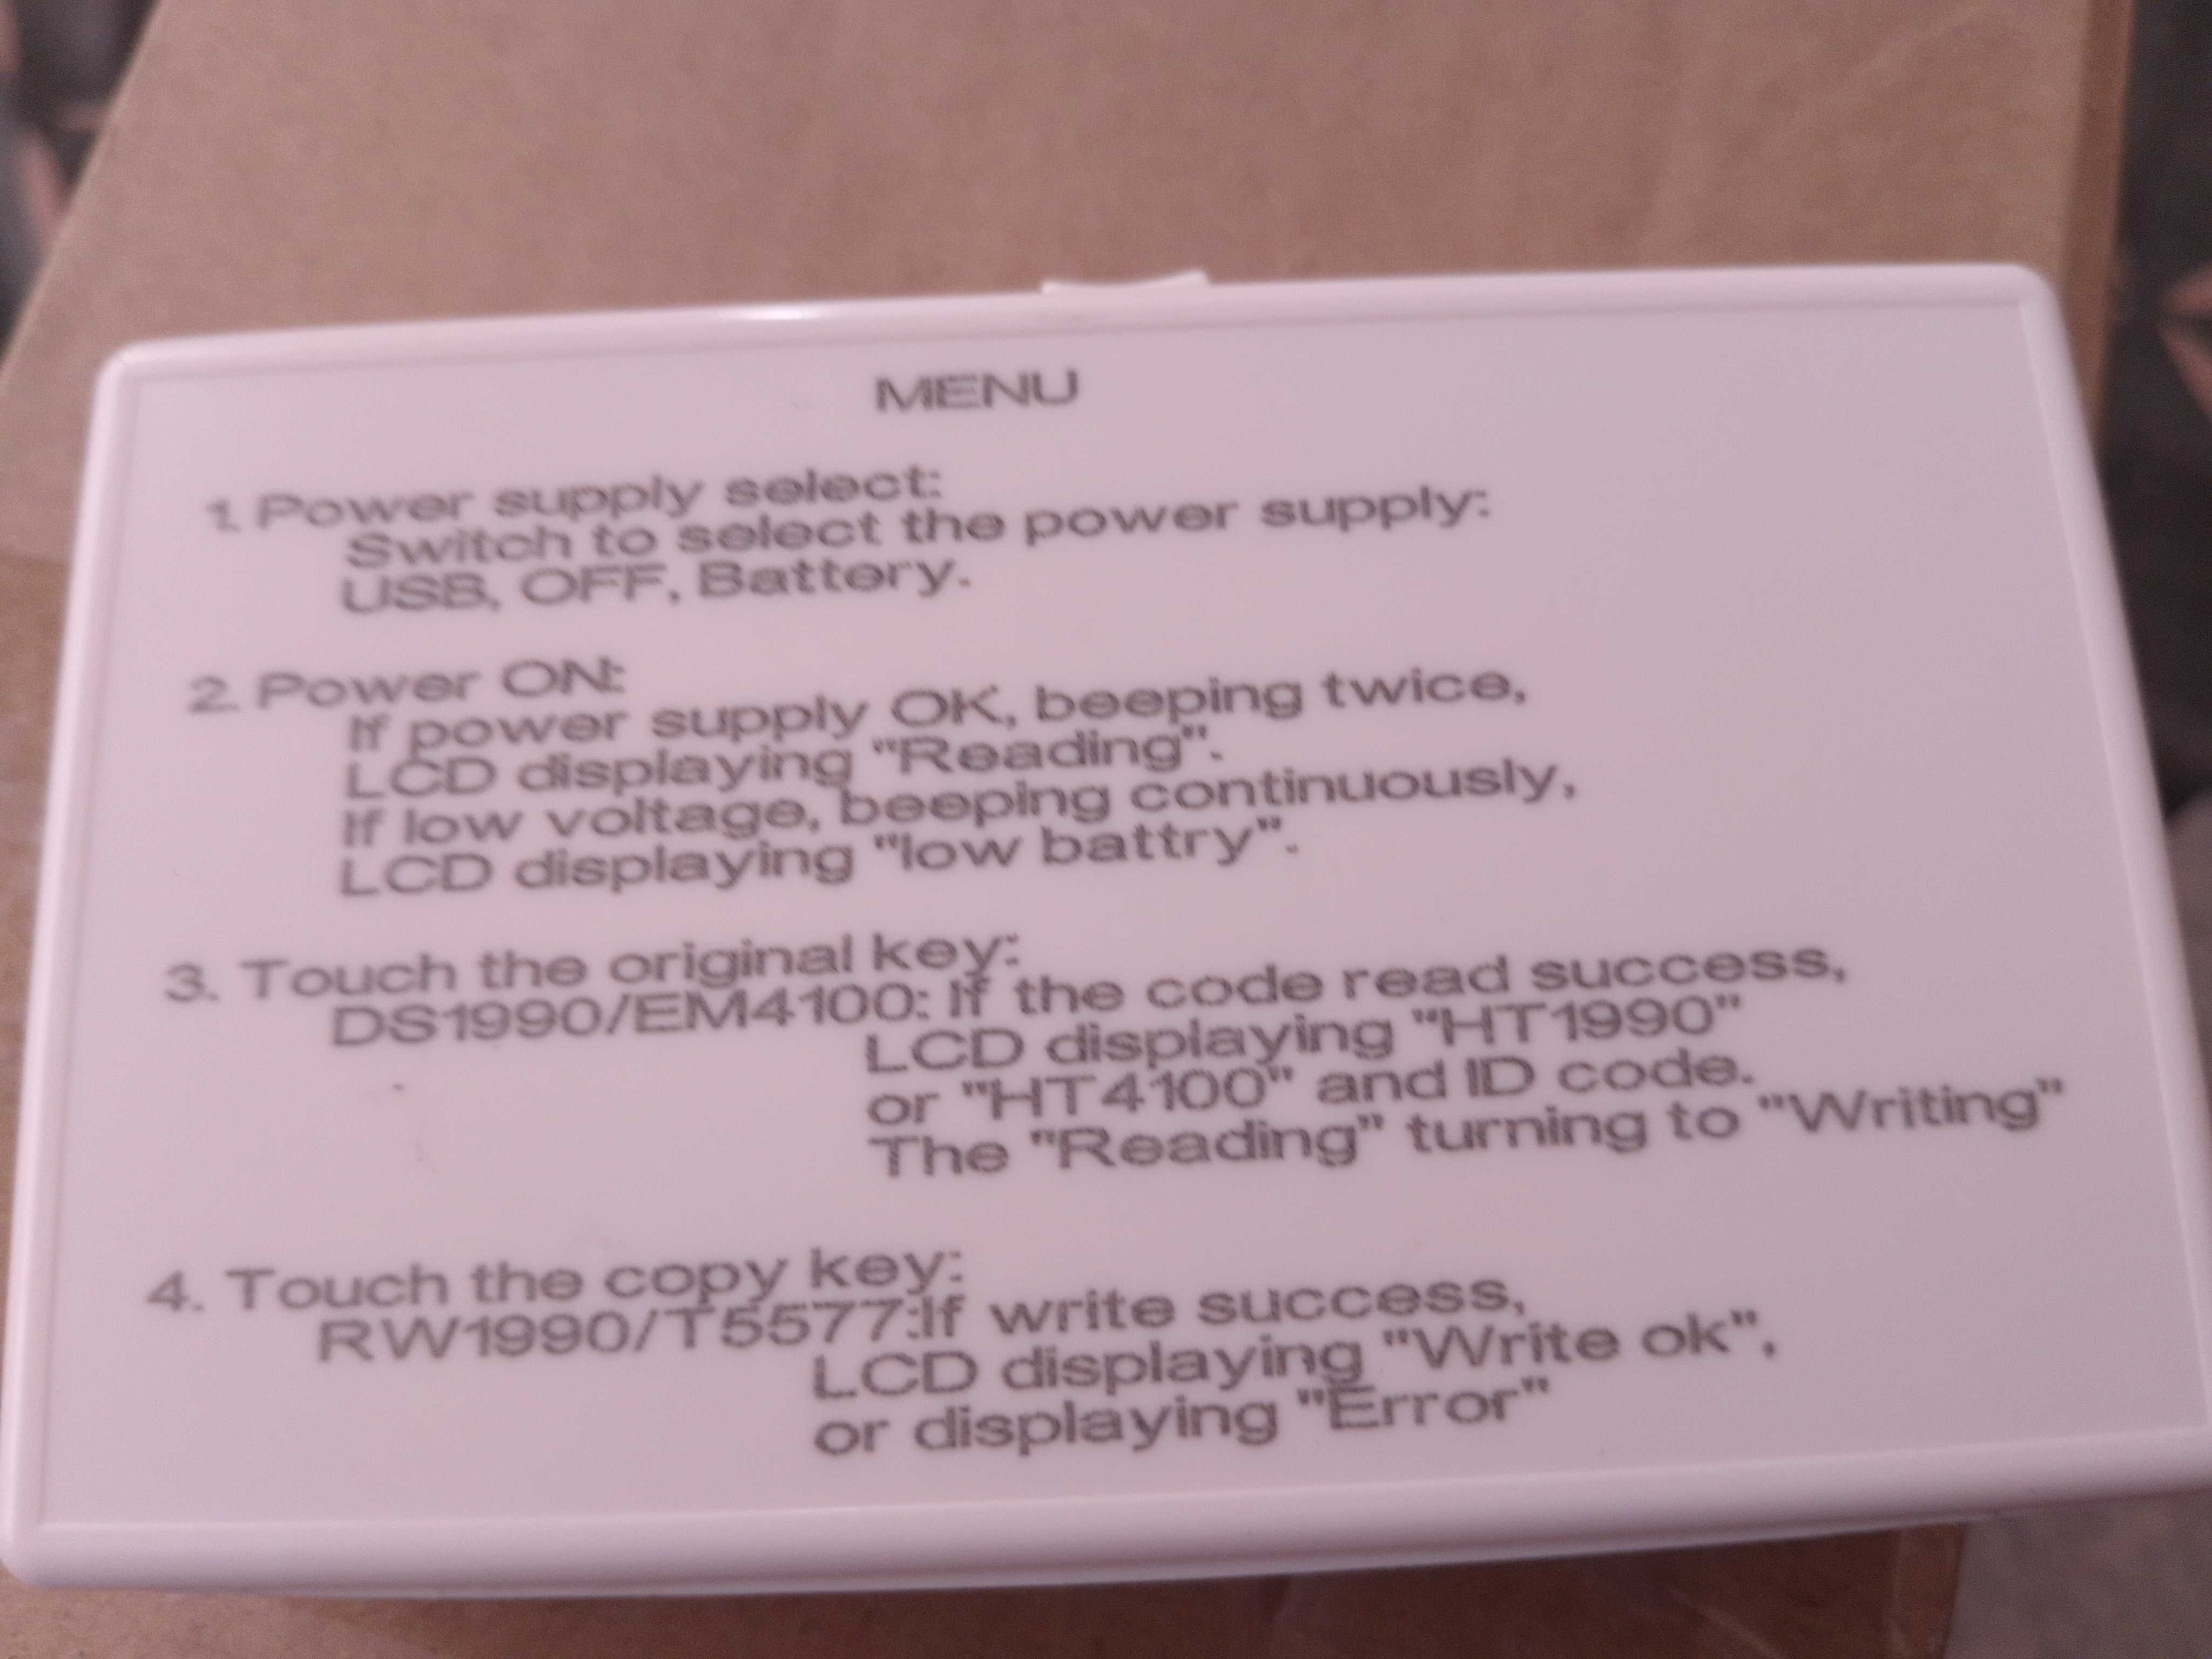 MENU
1. Power supply select:
Switch to select the power supply:
USB, OFF, Battery.
2. Power ON:
If power supply OK, beeping twice,
LCD displaying "Reading".
If low voltage, beeping continuously,
LCD displaying "low battry".
3. Touch the original key:
DS1990/EM4100: If the code read success,
LCD displaying "HT1990"
or "HT4100" and ID code.
The "Reading" turning to "Writing"
4. Touch the copy key:
RW1990/T5577:If write success,
LCD displaying "Write ok",
or displaying "Error"